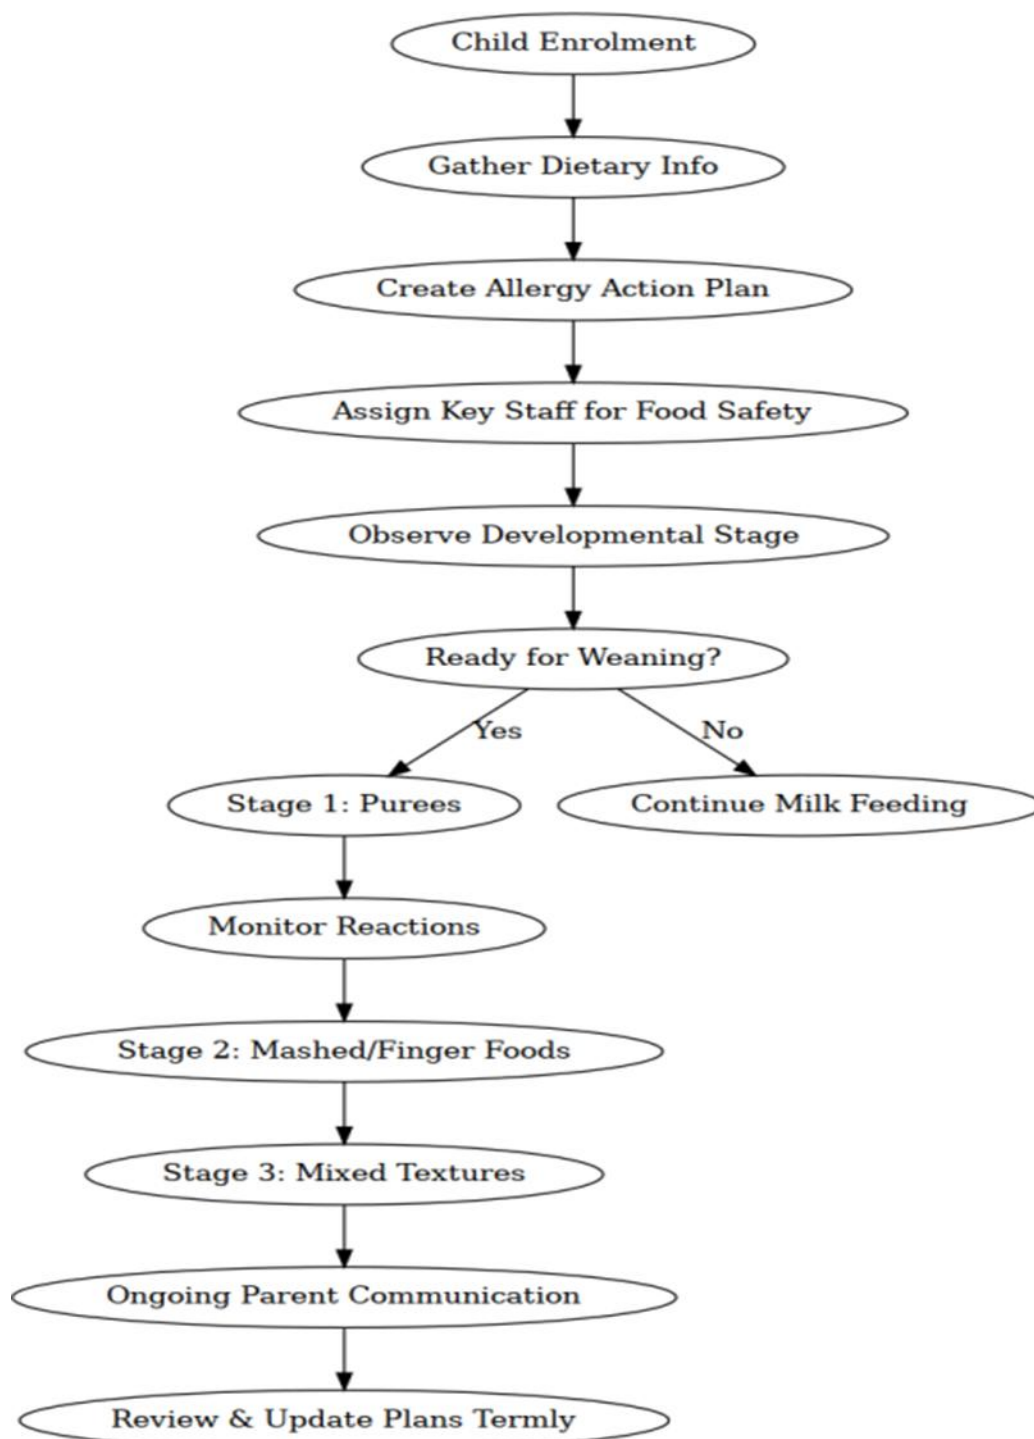 Child Enrolment
Gather Dietary Info
Create Allergy Action Plan
Assign Key Staff for Food Safety
Observe Developmental Stage
Ready for Weaning?
Yes
No
Stage 1: Purees
Continue Milk Feeding
Monitor Reactions
Stage 2: Mashed/Finger Foods
Stage 3: Mixed Textures
Ongoing Parent Communication
Review & Update Plans Termly